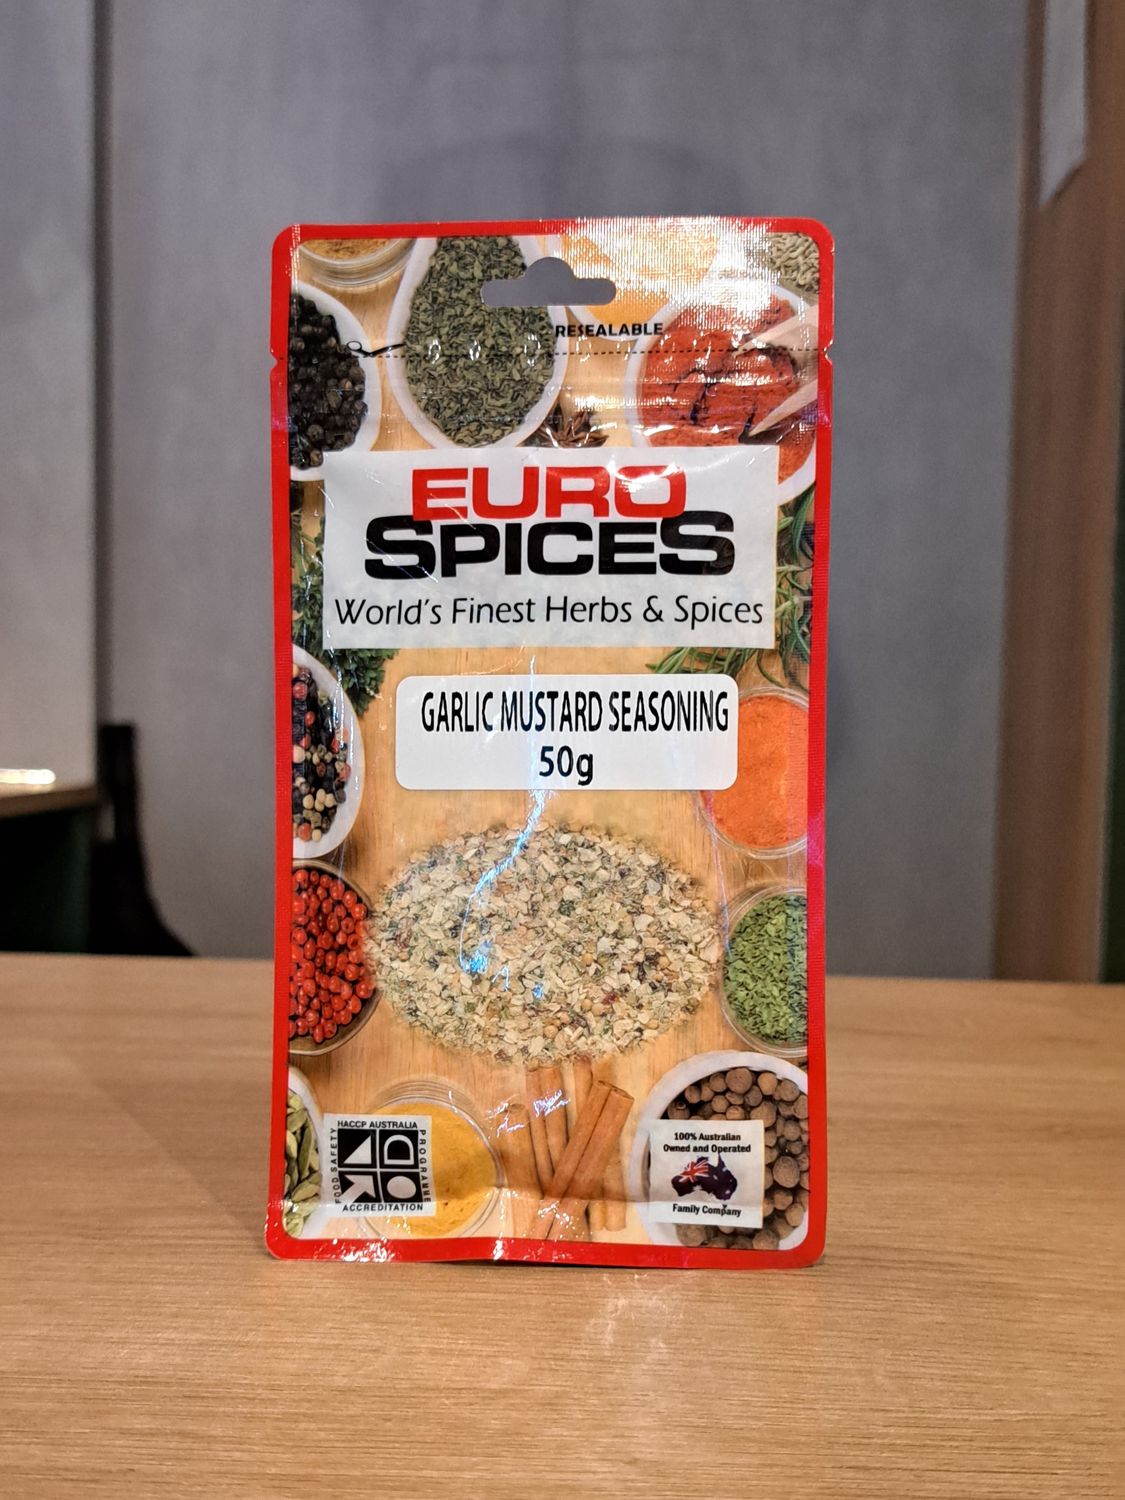 RESEALABLE
EURO
SPICES
World's Finest Herbs & Spices
GARLIC MUSTARD SEASONING
50g
HACCP AUSTRALIA
FOOD SAFETY
PROGRAMME
ACCREDITATION
100% Australian
Owned and Operated
Family Company